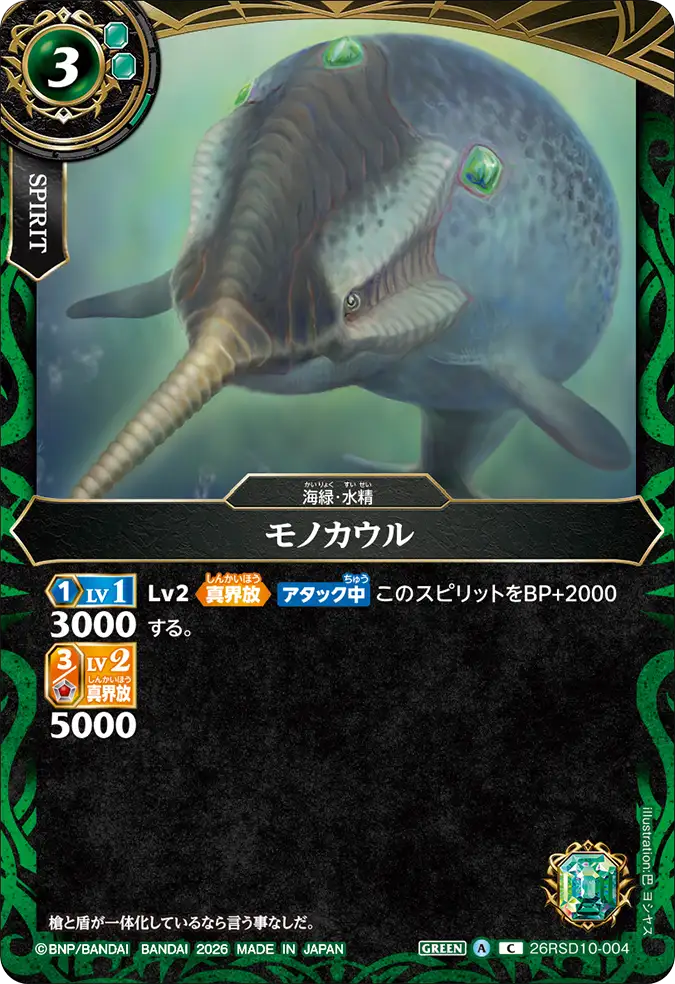 3
SPIRIT
かいりょく すいせい
海緑・水精
モノカウル
1 LV1
3000
Lv2 真界放 しんかいほう アタック中 ちゅう このスピリットをBP+2000
する。
3 LV2
しんかいほう
真界放
5000
illustration:巴 ヨシヤス
槍と盾が一体化しているなら言う事なしだ。
©BNP/BANDAI BANDAI 2026 MADE IN JAPAN GREEN A C 26RSD10-004